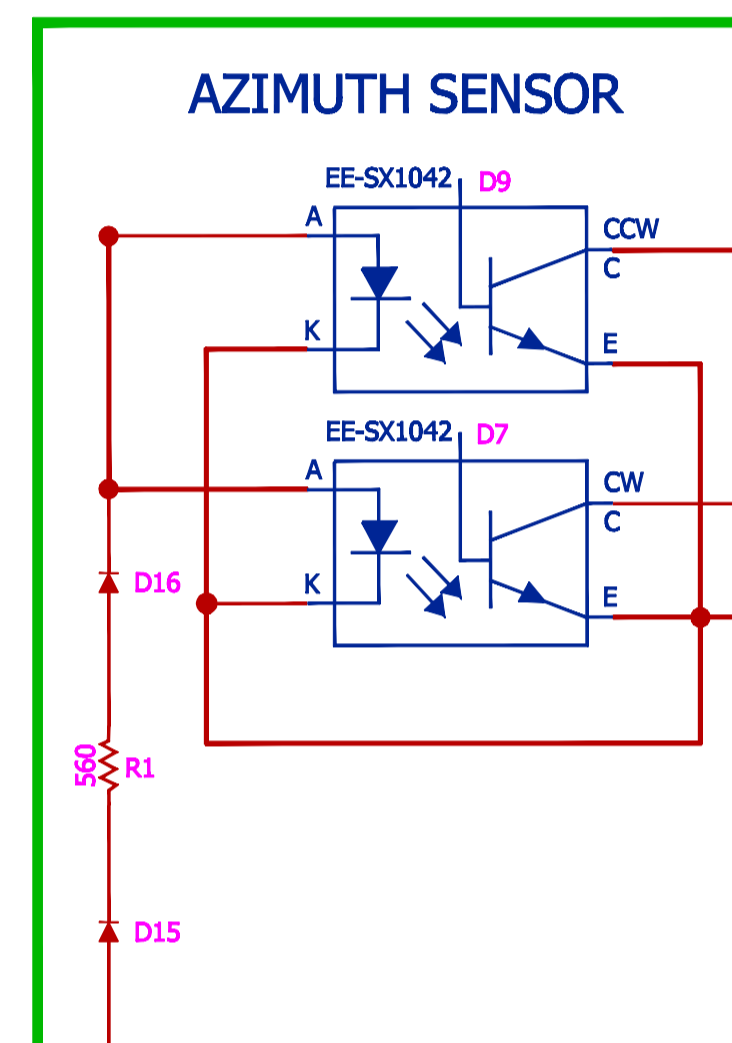 AZIMUTH SENSOR
EE-SX1042 D9
A
CCW
C
K
E
EE-SX1042 D7
A
CW
C
K
E
D16
560
R1
D15